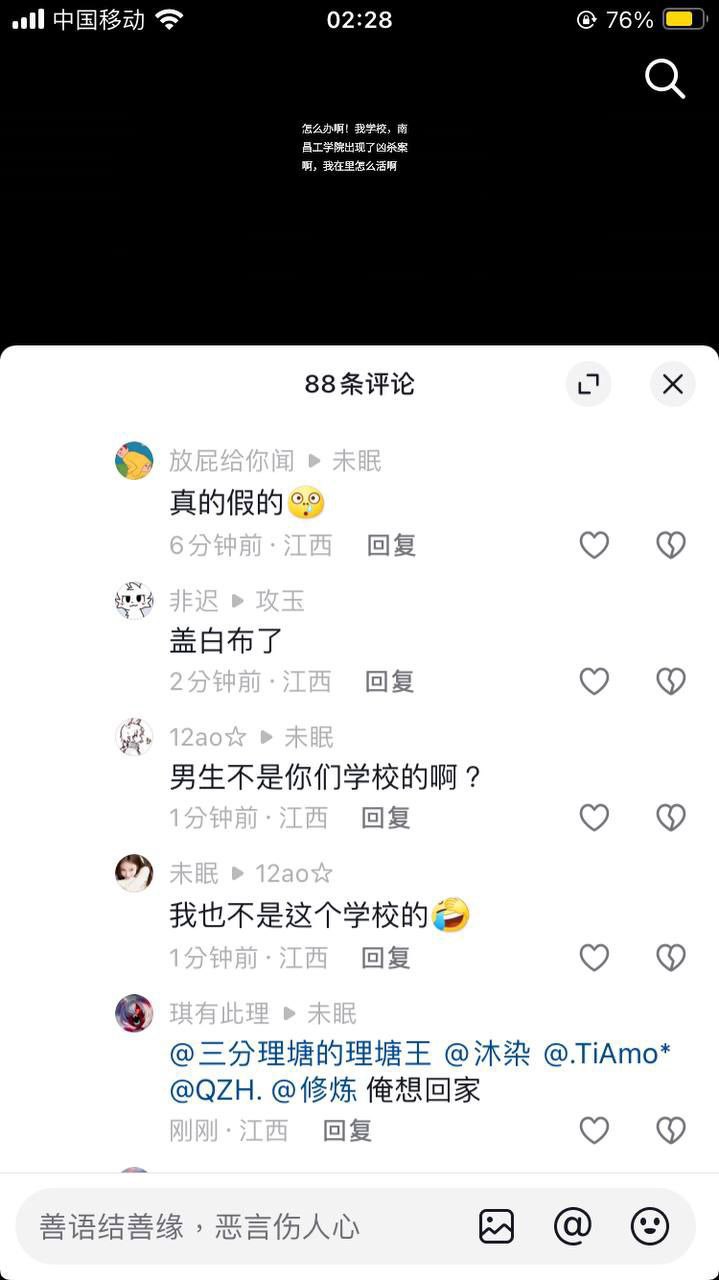 中国移动 02:28 76%
怎么办啊！我学校，南
昌工学院出现了凶杀案
啊，我在里怎么活啊
88条评论
放屁给你闻 ▶ 未眠
真的假的
6分钟前 · 江西 回复
非迟 ▶ 攻玉
盖白布了
2分钟前 · 江西 回复
12ao☆ ▶ 未眠
男生不是你们学校的啊？
1分钟前 · 江西 回复
未眠 ▶ 12ao☆
我也不是这个学校的🤣
1分钟前 · 江西 回复
琪有此理 ▶ 未眠
@三分理塘的理塘王 @沐染 @.TiAmo*
@QZH. @修炼 俺想回家
刚刚 · 江西 回复
善语结善缘，恶言伤人心